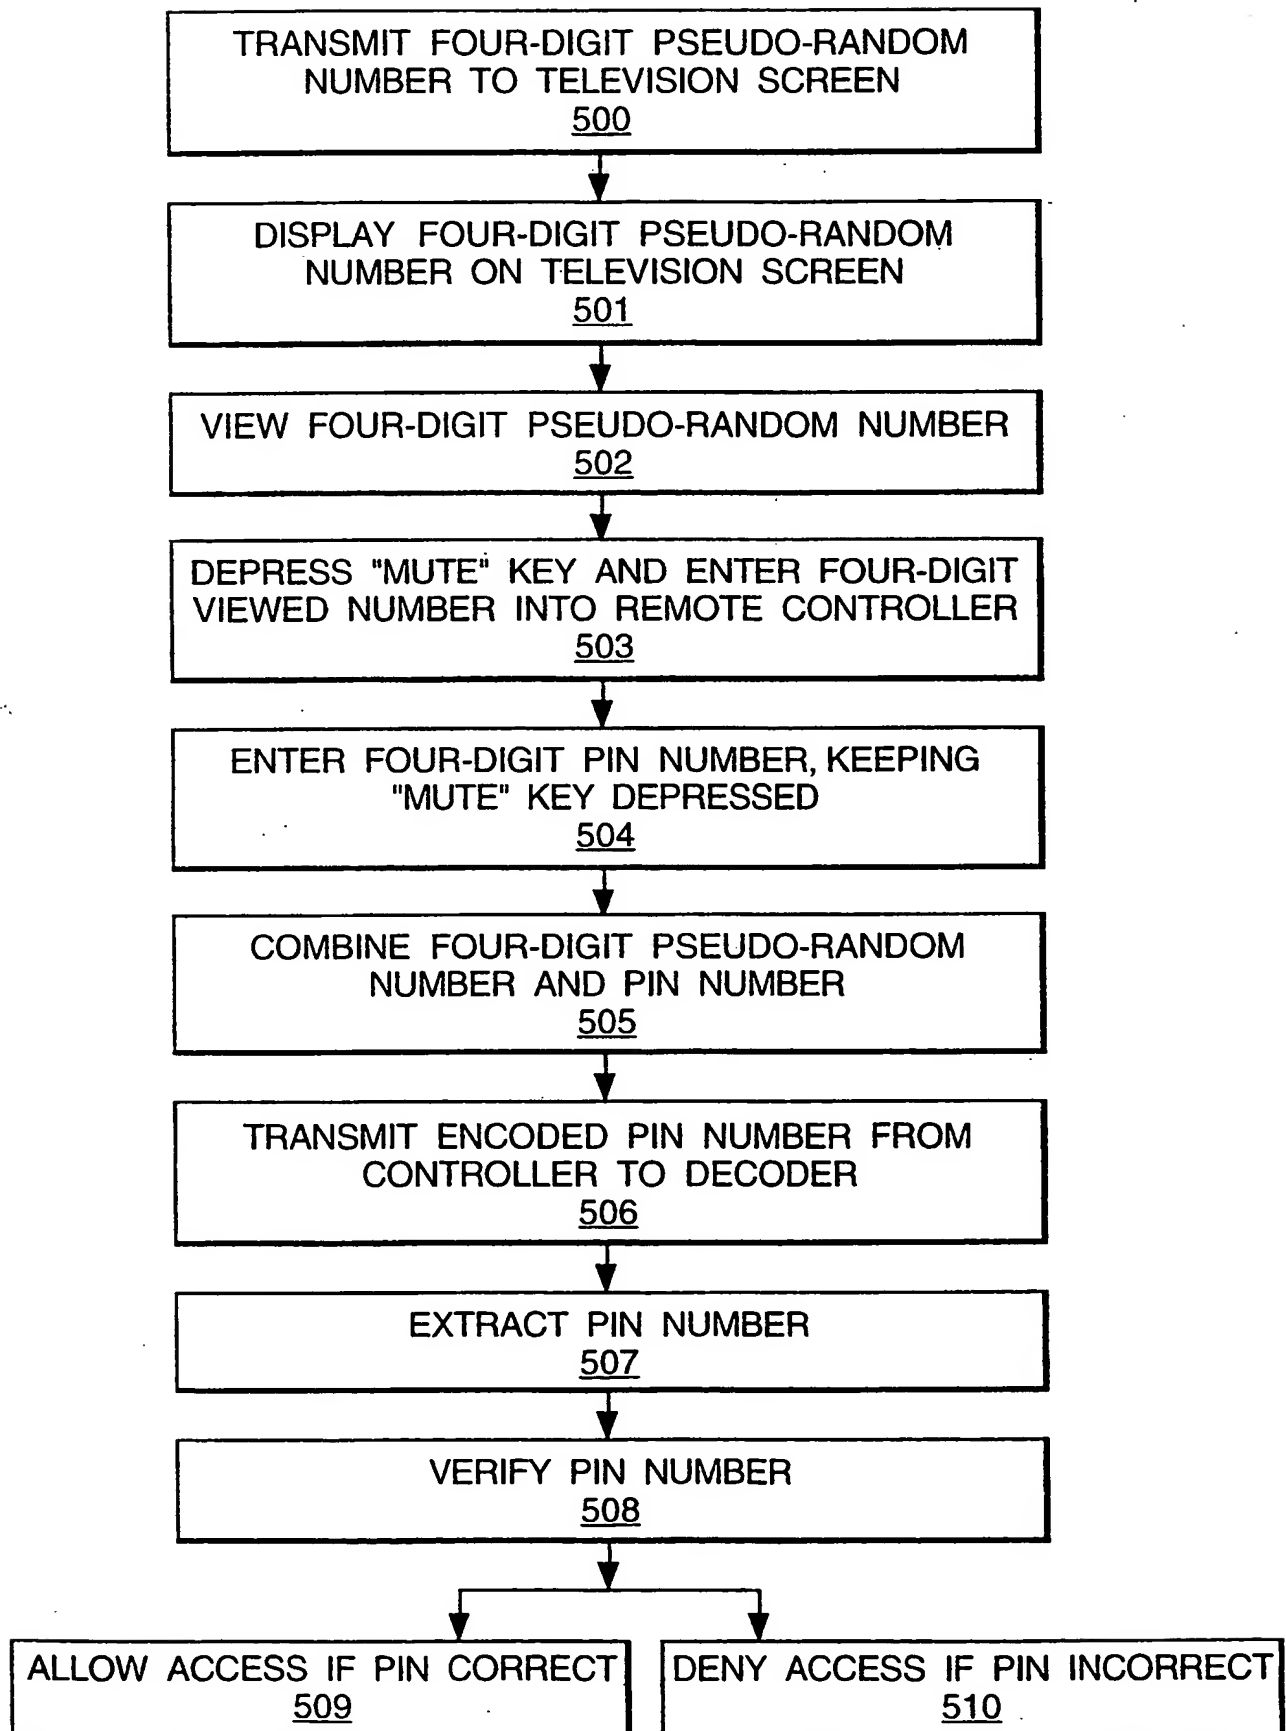 TRANSMIT FOUR-DIGIT PSEUDO-RANDOM
NUMBER TO TELEVISION SCREEN
500
DISPLAY FOUR-DIGIT PSEUDO-RANDOM
NUMBER ON TELEVISION SCREEN
501
VIEW FOUR-DIGIT PSEUDO-RANDOM NUMBER
502
DEPRESS "MUTE" KEY AND ENTER FOUR-DIGIT
VIEWED NUMBER INTO REMOTE CONTROLLER
503
ENTER FOUR-DIGIT PIN NUMBER, KEEPING
"MUTE" KEY DEPRESSED
504
COMBINE FOUR-DIGIT PSEUDO-RANDOM
NUMBER AND PIN NUMBER
505
TRANSMIT ENCODED PIN NUMBER FROM
CONTROLLER TO DECODER
506
EXTRACT PIN NUMBER
507
VERIFY PIN NUMBER
508
ALLOW ACCESS IF PIN CORRECT
509
DENY ACCESS IF PIN INCORRECT
510